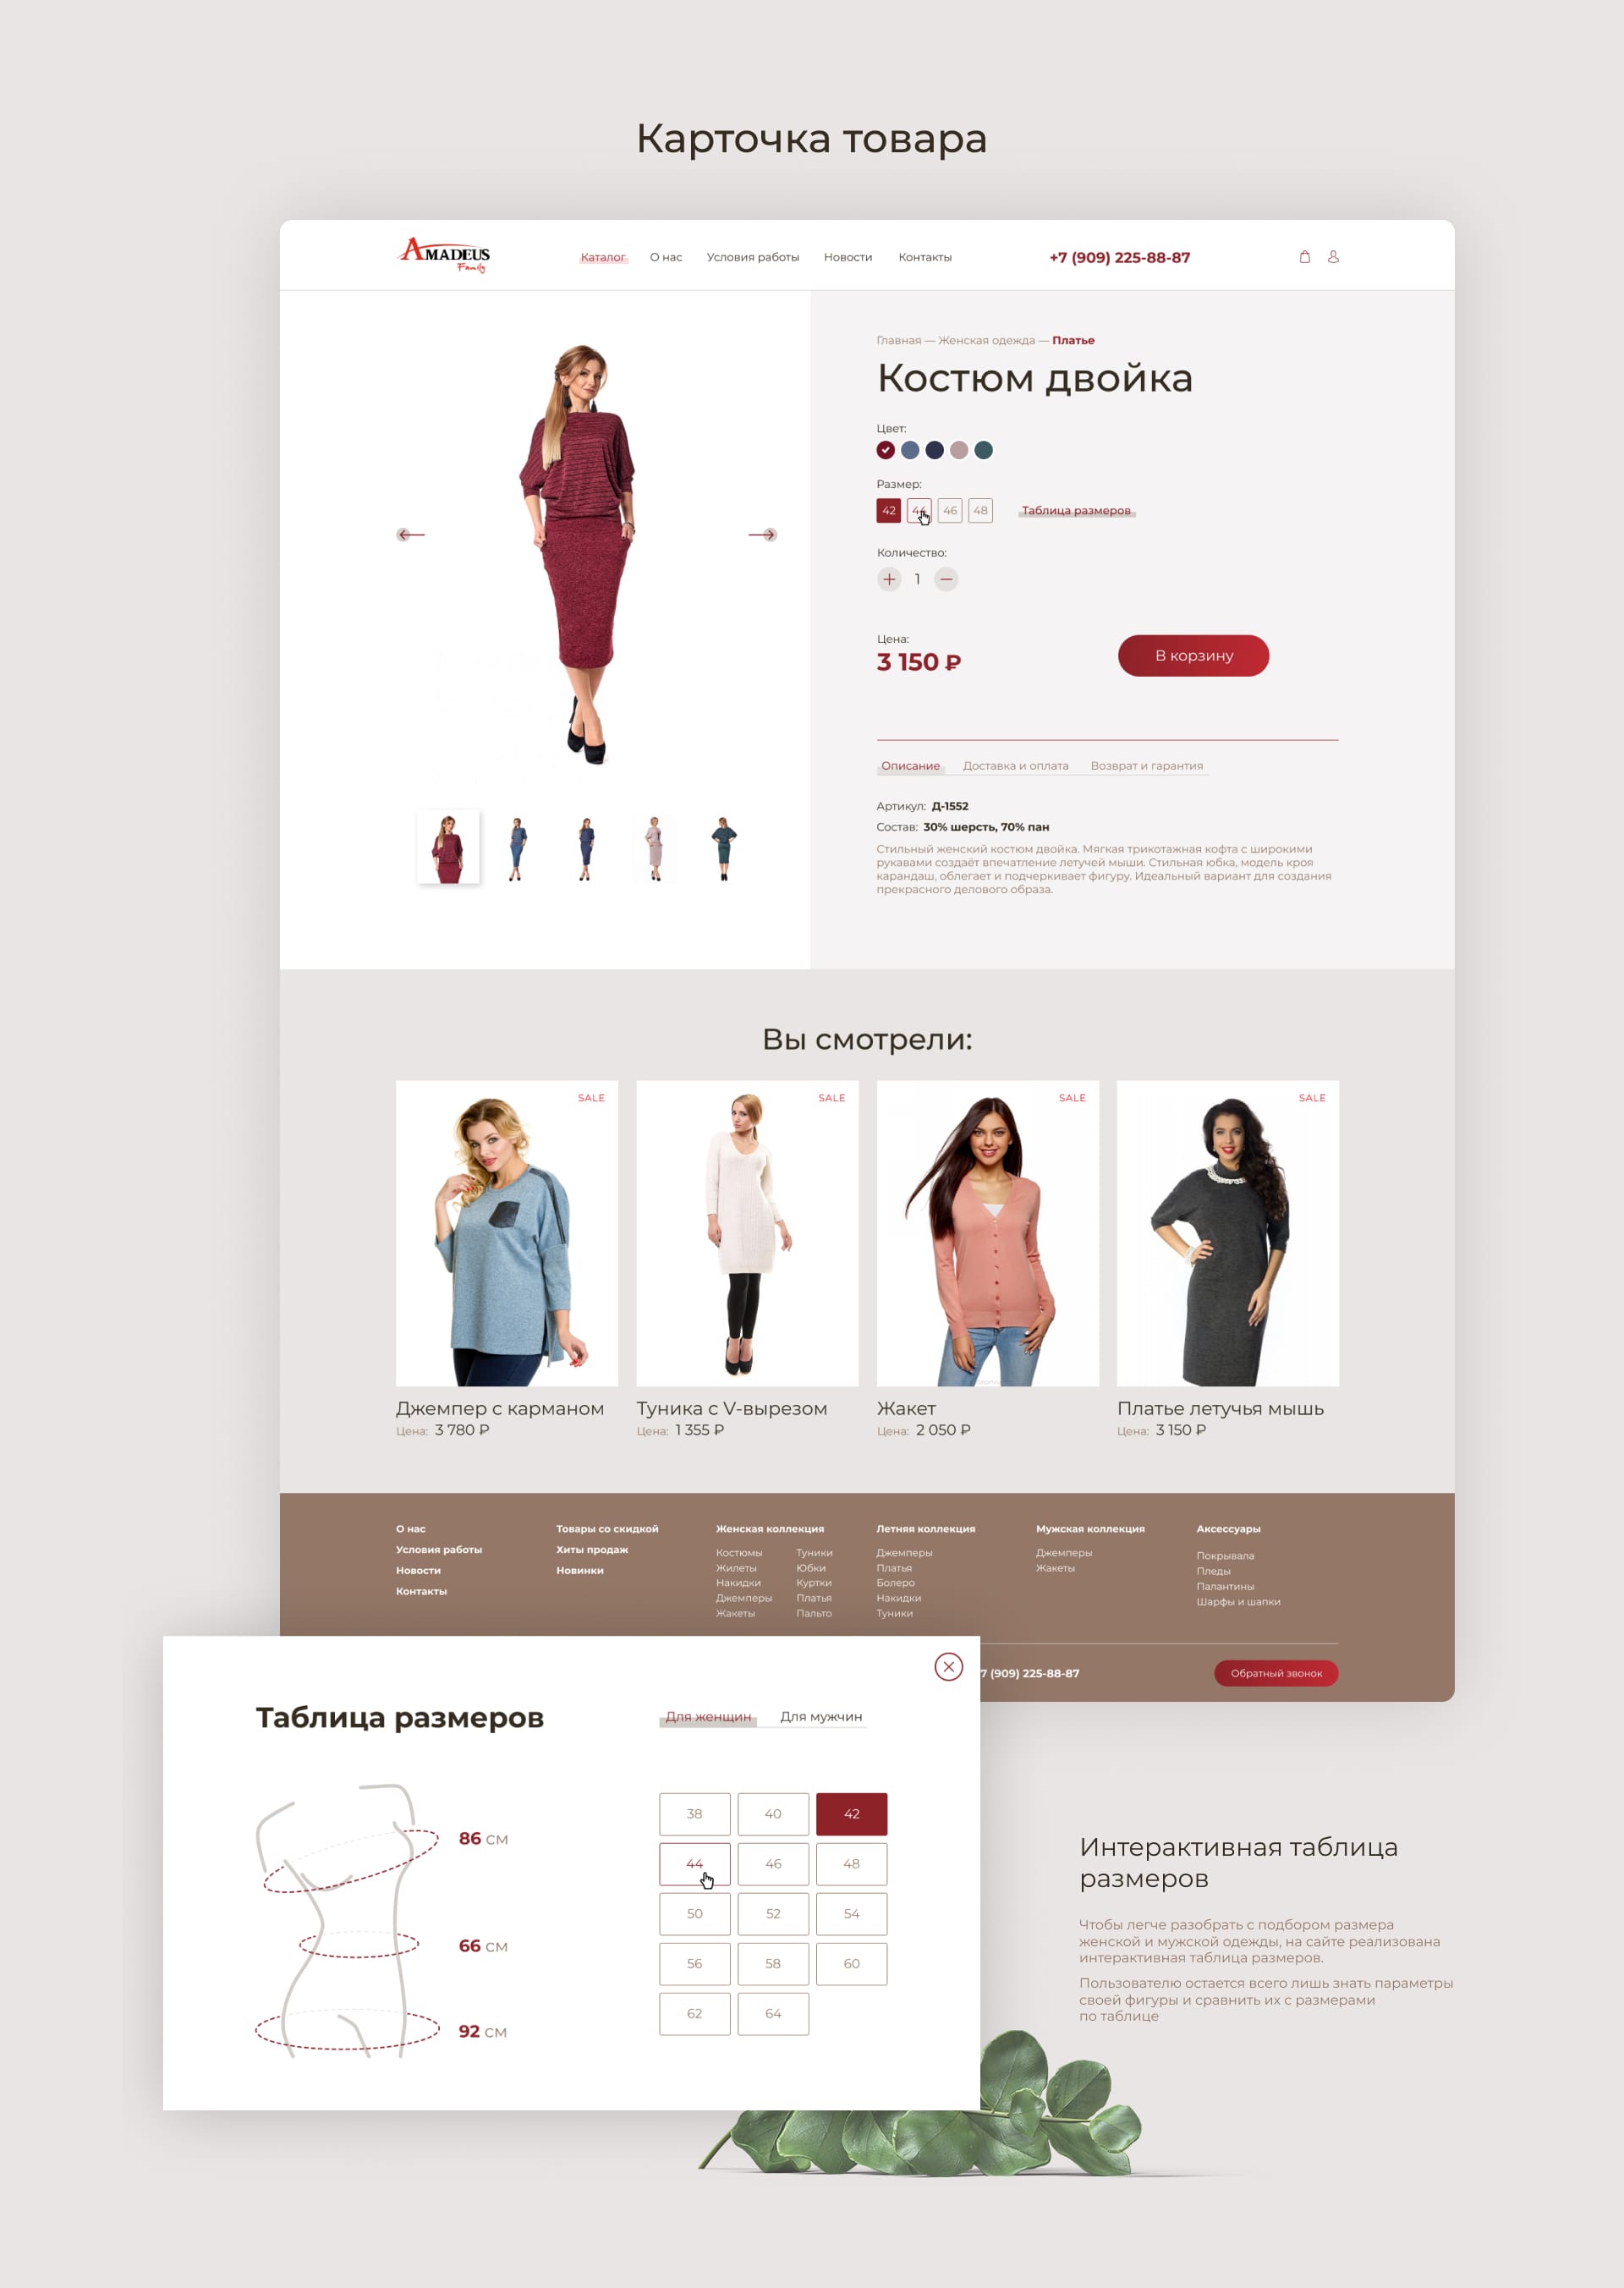 Карточка товара
AMADEUS
Family
Каталог
О нас
Условия работы
Новости
Контакты
+7 (909) 225-88-87
Главная — Женская одежда — Платье
Костюм двойка
Цвет:
Размер:
42 44 46 48 Таблица размеров
Количество:
+ 1 −
Цена:
3 150 ₽
В корзину
Описание Доставка и оплата Возврат и гарантия
Артикул: Д-1552
Состав: 30% шерсть, 70% пан
Стильный женский костюм двойка. Мягкая трикотажная кофта с широкими
рукавами создаёт впечатление летучей мыши. Стильная юбка, модель кроя
карандаш, облегает и подчеркивает фигуру. Идеальный вариант для создания
прекрасного делового образа.
Вы смотрели:
SALE
Джемпер с карманом
Цена: 3 780 ₽
SALE
Туника с V-вырезом
Цена: 1 355 ₽
SALE
Жакет
Цена: 2 050 ₽
SALE
Платье летучья мышь
Цена: 3 150 ₽
О нас
Условия работы
Новости
Контакты
Товары со скидкой
Хиты продаж
Новинки
Женская коллекция
Костюмы
Жилеты
Накидки
Джемперы
Жакеты
Туники
Юбки
Куртки
Платья
Пальто
Летняя коллекция
Джемперы
Платья
Болеро
Накидки
Туники
Мужская коллекция
Джемперы
Жакеты
Аксессуары
Покрывала
Пледы
Палантины
Шарфы и шапки
7 (909) 225-88-87
Обратный звонок
Таблица размеров
Для женщин Для мужчин
86 см
66 см
92 см
38 40 42
44 46 48
50 52 54
56 58 60
62 64
Интерактивная таблица
размеров
Чтобы легче разобрать с подбором размера
женской и мужской одежды, на сайте реализована
интерактивная таблица размеров.
Пользователю остается всего лишь знать параметры
своей фигуры и сравнить их с размерами
по таблице